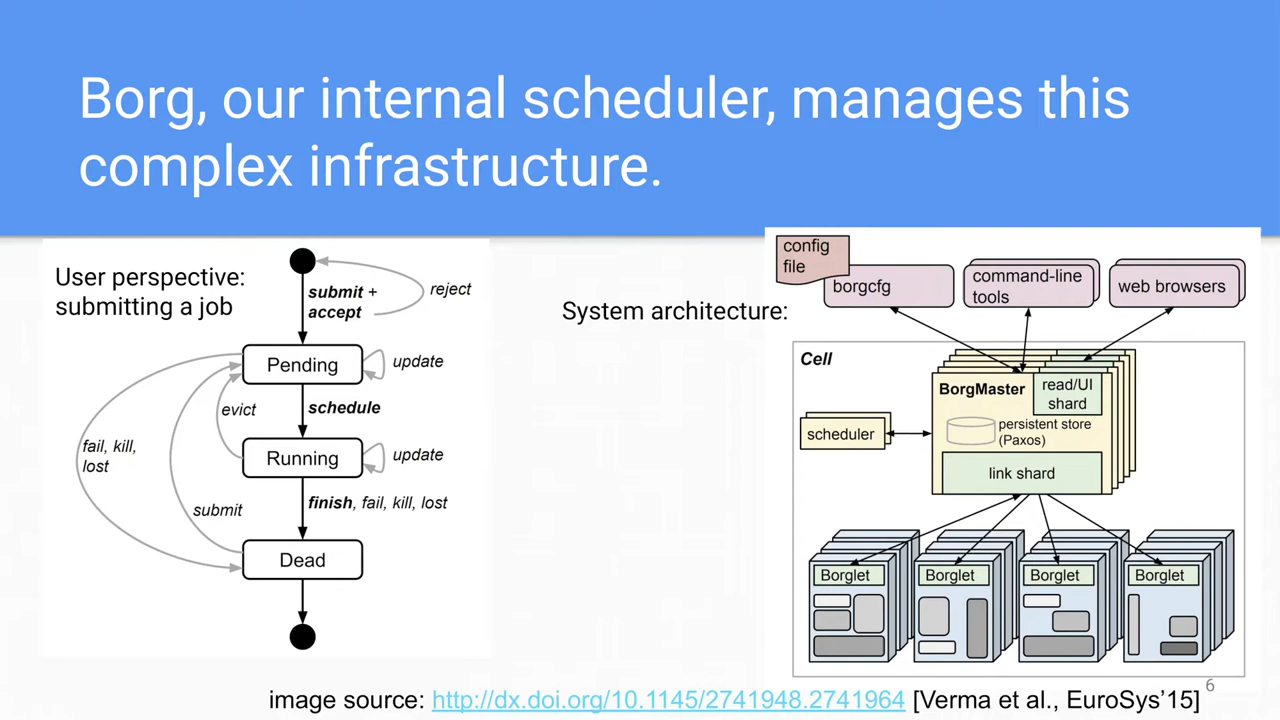 Borg, our internal scheduler, manages this
complex infrastructure.
User perspective:
submitting a job
submit +
accept
reject
Pending
update
evict
schedule
fail, kill,
lost
Running
update
submit
finish, fail, kill, lost
Dead
System architecture:
config
file
borgcfg
command-line
tools
web browsers
Cell
BorgMaster
read/UI
shard
persistent store
(Paxos)
scheduler
link shard
Borglet
Borglet
Borglet
Borglet
6
image source: http://dx.doi.org/10.1145/2741948.2741964 [Verma et al., EuroSys'15]